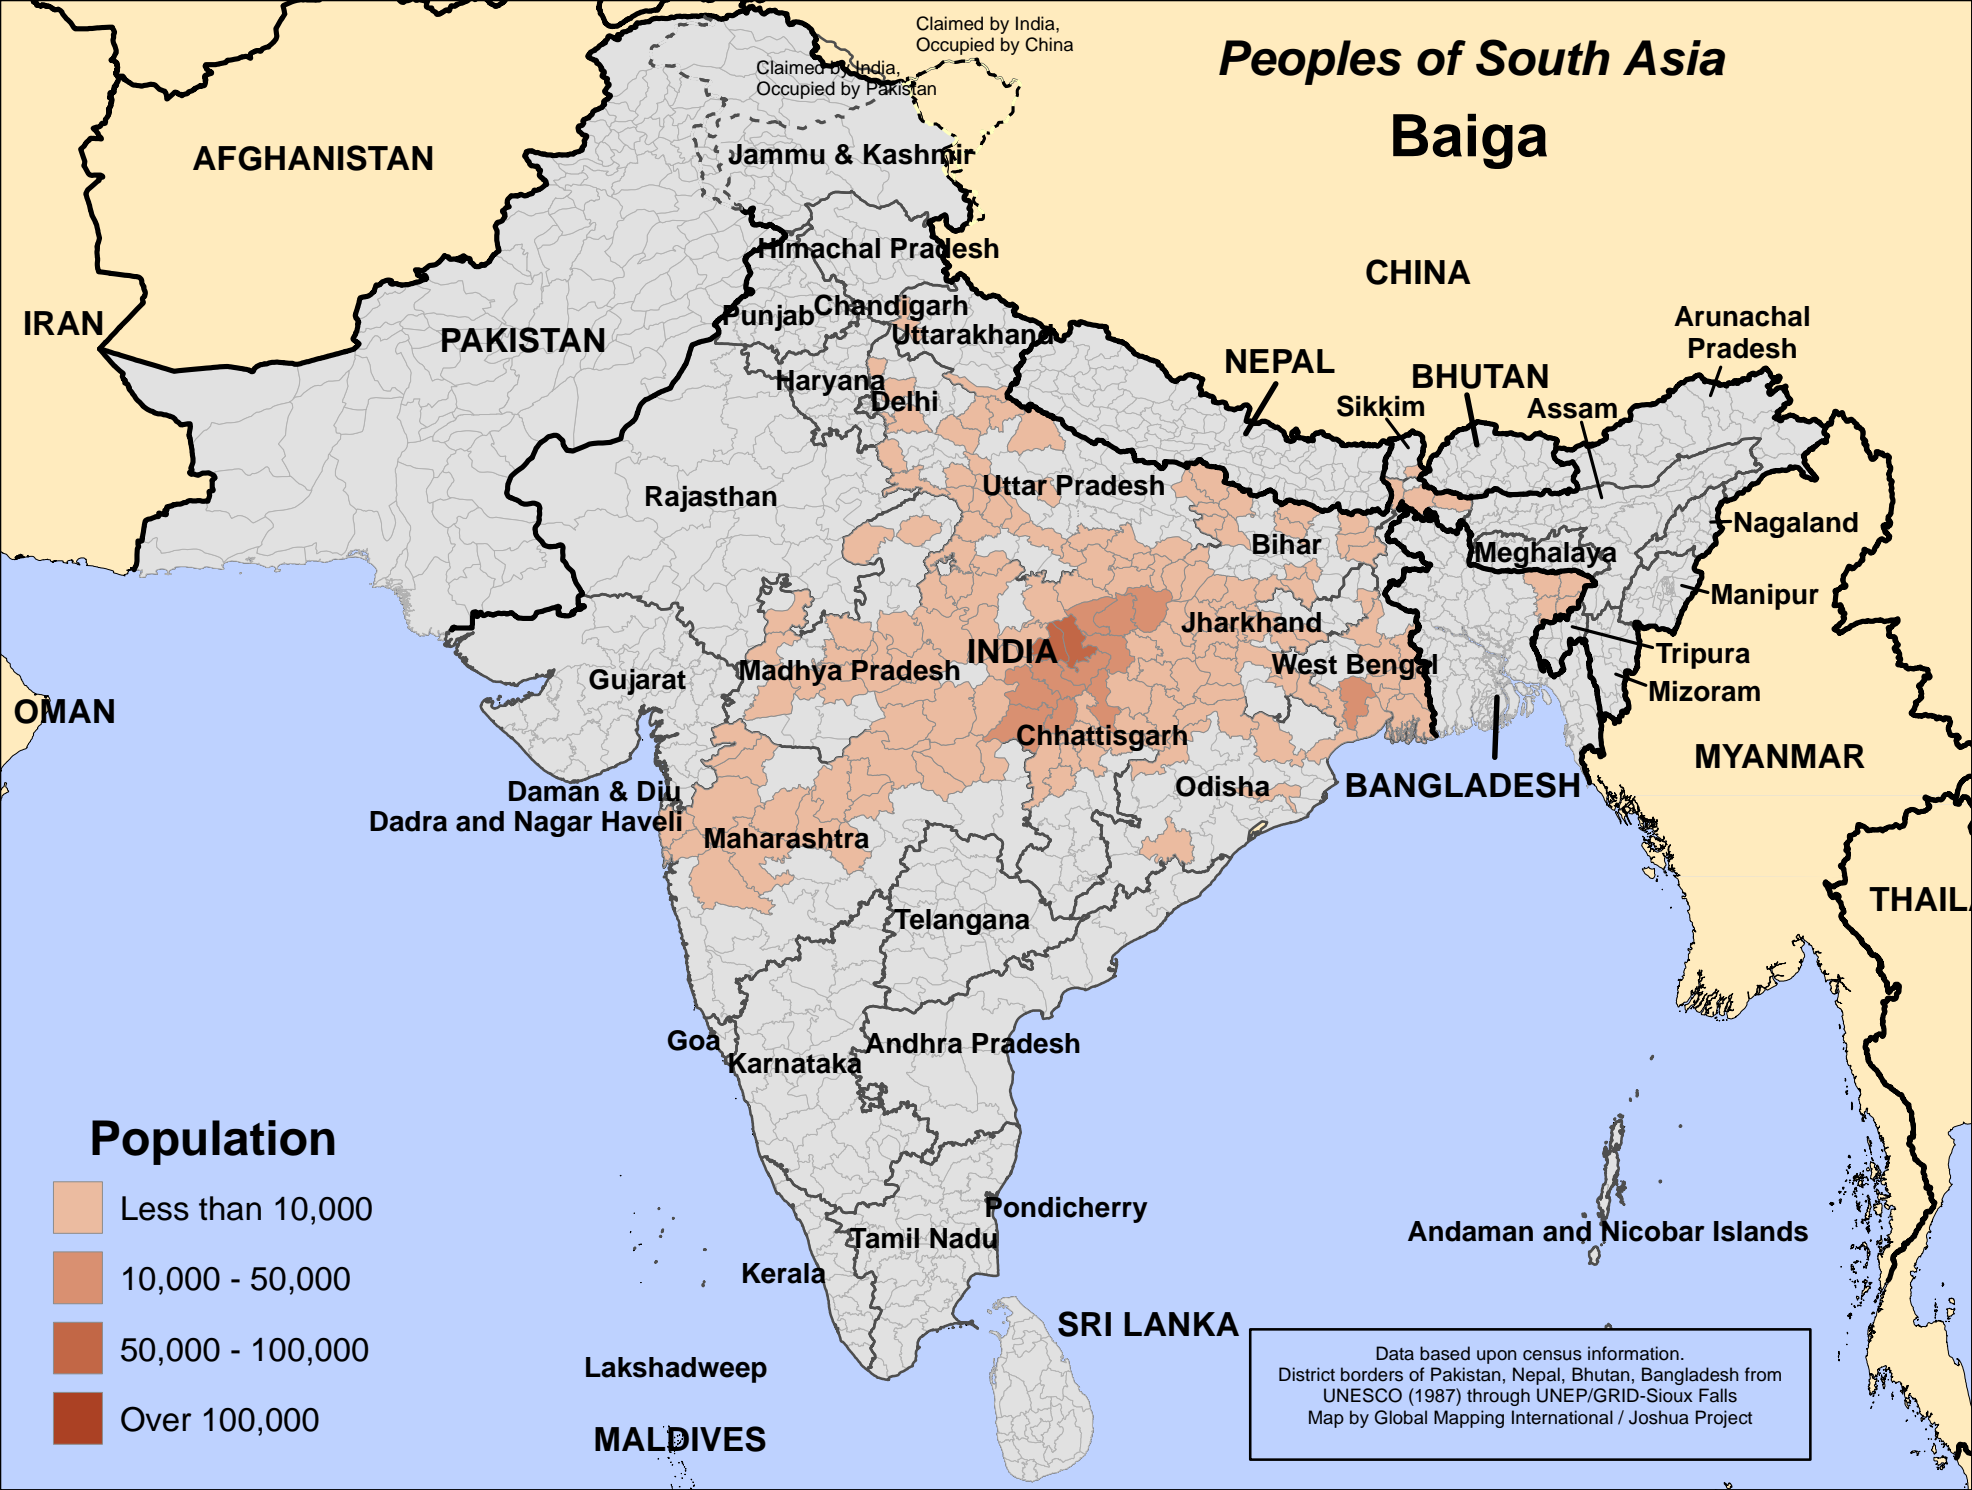 Claimed by India,
Occupied by China
Peoples of South Asia
Baiga
Claimed by India,
Occupied by Pakistan
AFGHANISTAN
Jammu & Kashmir
Himachal Pradesh
CHINA
IRAN
PAKISTAN
Punjab
Chandigarh
Uttarakhand
Arunachal
Pradesh
Haryana
Delhi
NEPAL
BHUTAN
Sikkim
Assam
Rajasthan
Uttar Pradesh
Bihar
Meghalaya
Nagaland
Manipur
Jharkhand
INDIA
Madhya Pradesh
West Bengal
Tripura
Mizoram
Gujarat
OMAN
Chhattisgarh
MYANMAR
Odisha
BANGLADESH
Daman & Diu
Dadra and Nagar Haveli
Maharashtra
THAIL
Telangana
Goa
Karnataka
Andhra Pradesh
Pondicherry
Tamil Nadu
Kerala
Andaman and Nicobar Islands
SRI LANKA
Lakshadweep
MALDIVES
Population
Less than 10,000
10,000 - 50,000
50,000 - 100,000
Over 100,000
Data based upon census information.
District borders of Pakistan, Nepal, Bhutan, Bangladesh from
UNESCO (1987) through UNEP/GRID-Sioux Falls
Map by Global Mapping International / Joshua Project